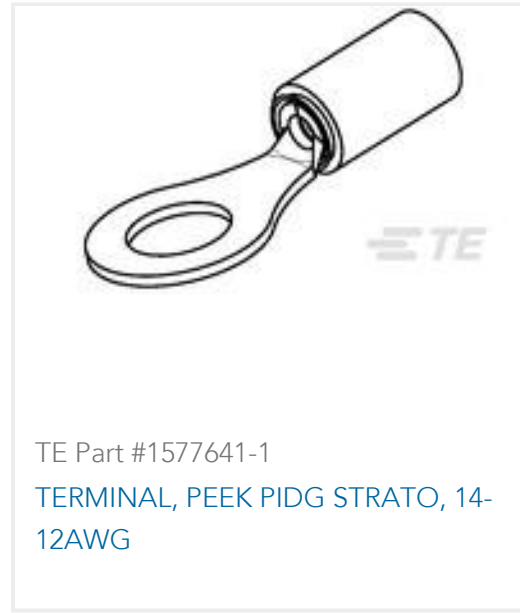 TE
TE Part #1577641-1
TERMINAL, PEEK PIDG STRATO, 14-
12AWG